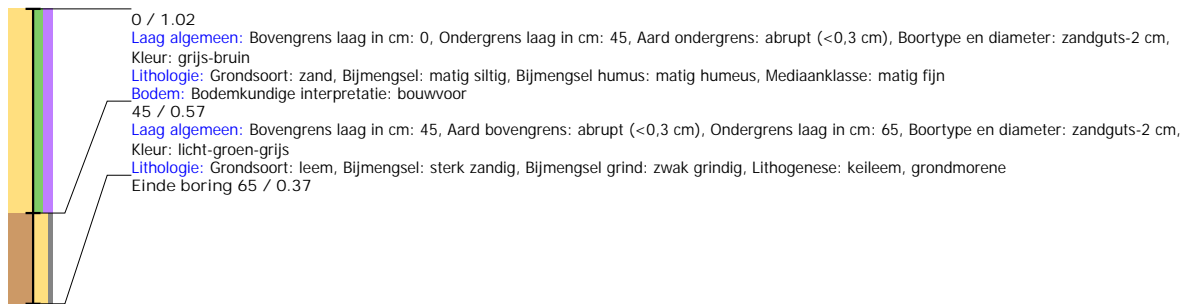 0 / 1.02
Laag algemeen: Bovengrens laag in cm: 0, Ondergrens laag in cm: 45, Aard ondergrens: abrupt (<0,3 cm), Boortype en diameter: zandguts-2 cm,
Kleur: grijs-bruin
Lithologie: Grondsoort: zand, Bijmengsel: matig siltig, Bijmengsel humus: matig humeus, Mediaanklasse: matig fijn
Bodem: Bodemkundige interpretatie: bouwvoor
45 / 0.57
Laag algemeen: Bovengrens laag in cm: 45, Aard bovengrens: abrupt (<0,3 cm), Ondergrens laag in cm: 65, Boortype en diameter: zandguts-2 cm,
Kleur: licht-groen-grijs
Lithologie: Grondsoort: leem, Bijmengsel: sterk zandig, Bijmengsel grind: zwak grindig, Lithogenese: keileem, grondmorene
Einde boring 65 / 0.37